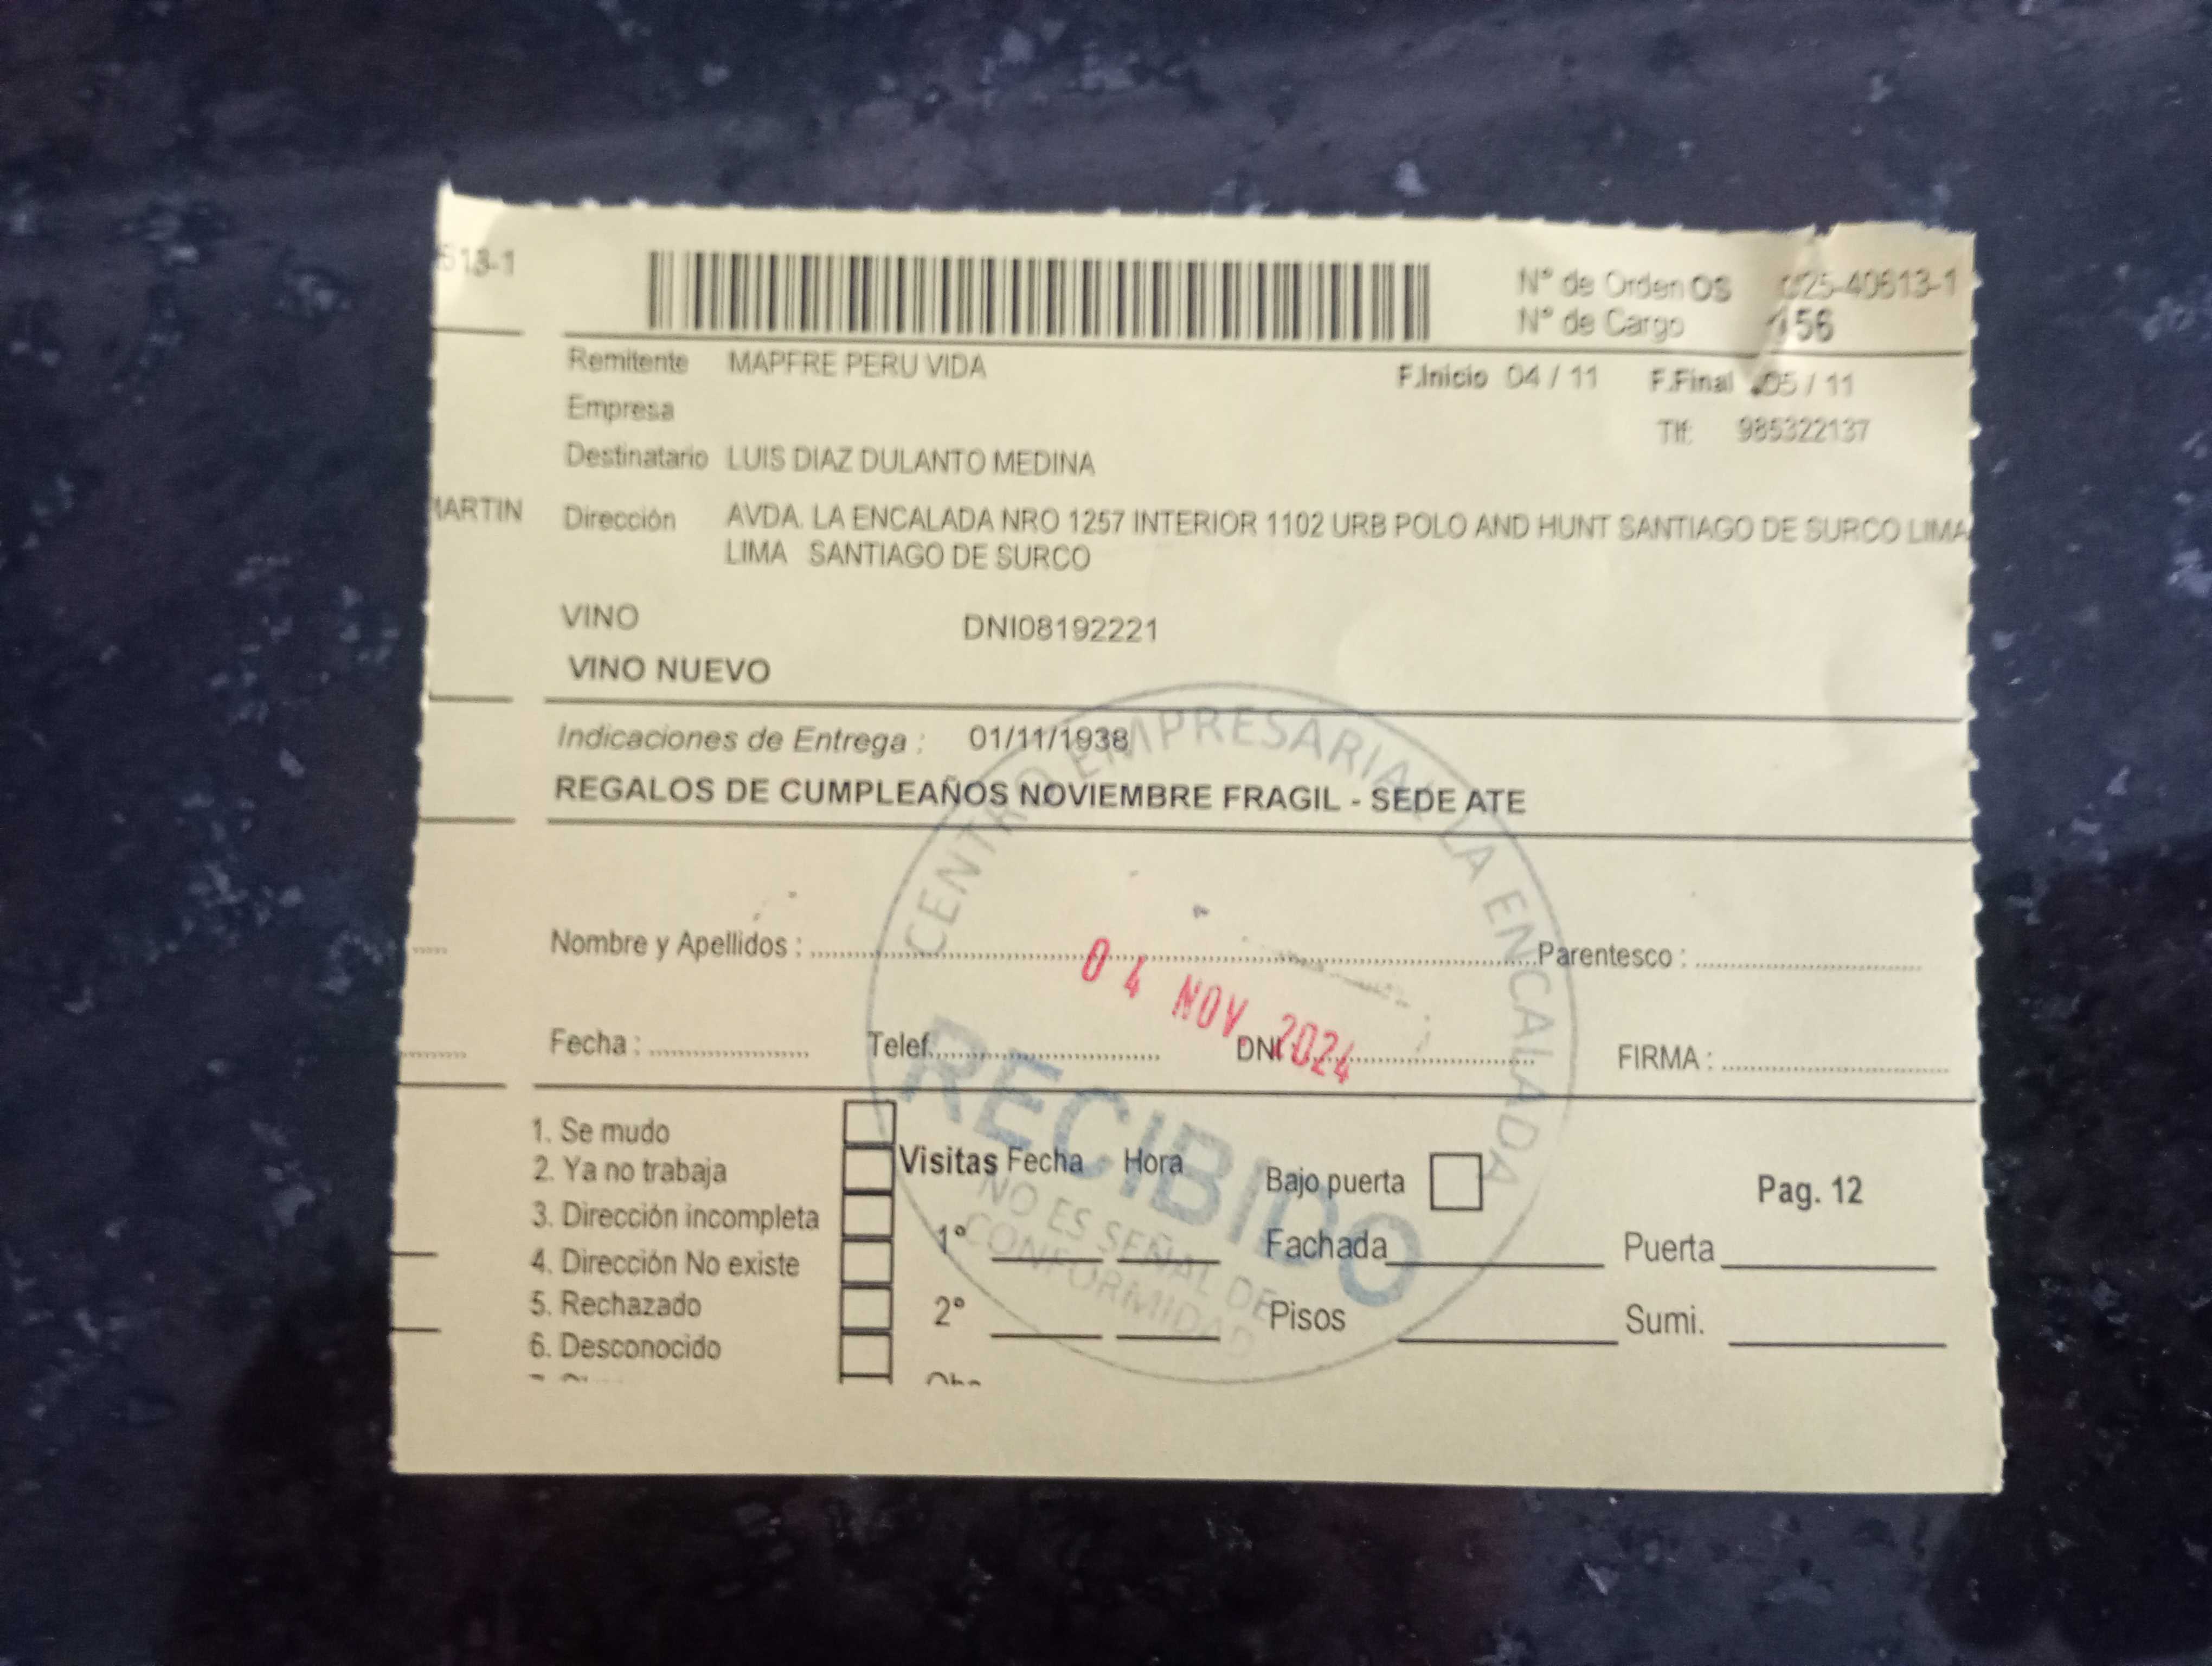 513-1
Nº de Orden OS 025-40613-1
Nº de Cargo 156
Remitente MAPFRE PERU VIDA
F.Inicio 04 / 11 F.Final 05 / 11
Empresa
Tlf: 985322137
Destinatario LUIS DIAZ DULANTO MEDINA
MARTIN
Dirección AVDA. LA ENCALADA NRO 1257 INTERIOR 1102 URB POLO AND HUNT SANTIAGO DE SURCO LIMA
LIMA SANTIAGO DE SURCO
VINO DNI08192221
VINO NUEVO
Indicaciones de Entrega : 01/11/1938
REGALOS DE CUMPLEAÑOS NOVIEMBRE FRAGIL - SEDE ATE
CENTRO EMPRESARIAL LA ENCALADA
Nombre y Apellidos : Parentesco :
04 NOV. 2024
Fecha : Telef. DNI FIRMA :
RECIBIDO
NO ES SEÑAL DE
CONFORMIDAD
1. Se mudo
2. Ya no trabaja
3. Dirección incompleta
4. Dirección No existe
5. Rechazado
6. Desconocido
Visitas Fecha Hora
1º
2º
Bajo puerta
Pag. 12
Fachada Puerta
Pisos Sumi.